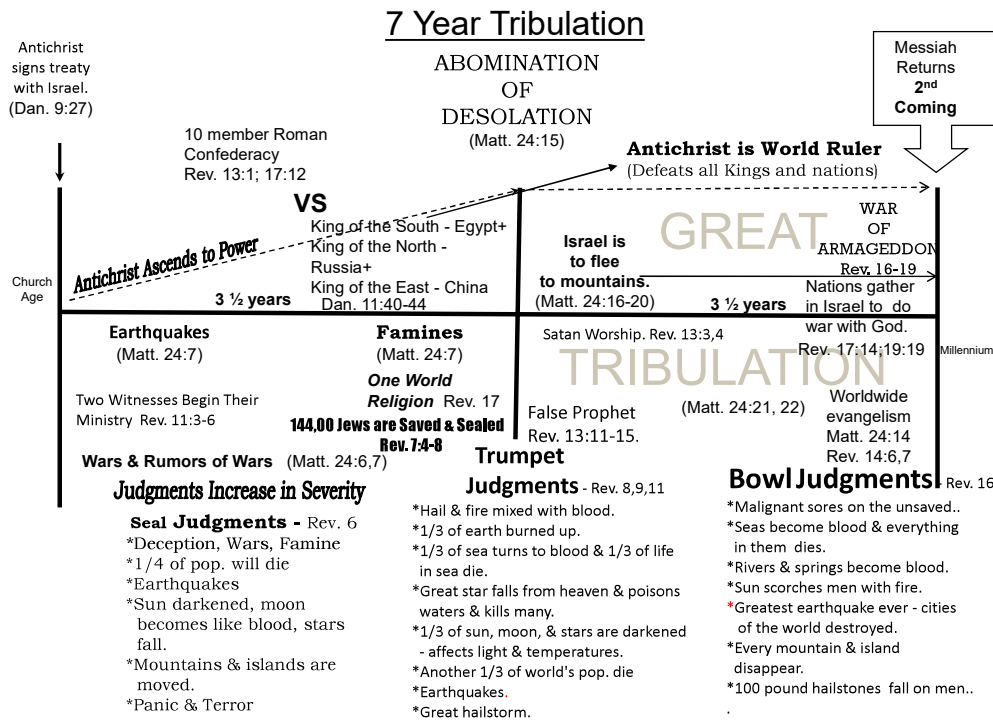 7 Year Tribulation
Antichrist
signs treaty
with Israel.
(Dan. 9:27)
ABOMINATION
OF
DESOLATION
(Matt. 24:15)
Messiah
Returns
2nd
Coming
10 member Roman
Confederacy
Rev. 13:1; 17:12
Antichrist is World Ruler
(Defeats all Kings and nations)
VS
King of the South - Egypt+
King of the North -
Russia+
King of the East - China
Dan. 11:40-44
Antichrist Ascends to Power
Church
Age
3 ½ years
Israel is
to flee
to mountains.
(Matt. 24:16-20)
GREAT
WAR
OF
ARMAGEDDON
Rev. 16-19
3 ½ years
Nations gather
in Israel to do
war with God.
Rev. 17:14;19:19
Millennium
Earthquakes
(Matt. 24:7)
Famines
(Matt. 24:7)
One World
Religion Rev. 17
Two Witnesses Begin Their
Ministry Rev. 11:3-6
144,00 Jews are Saved & Sealed
Rev. 7:4-8
Wars & Rumors of Wars (Matt. 24:6,7)
Satan Worship. Rev. 13:3,4
TRIBULATION
(Matt. 24:21, 22)
False Prophet
Rev. 13:11-15.
Worldwide
evangelism
Matt. 24:14
Rev. 14:6,7
Judgments Increase in Severity
Seal Judgments - Rev. 6
*Deception, Wars, Famine
*1/4 of pop. will die
*Earthquakes
*Sun darkened, moon
becomes like blood, stars
fall.
*Mountains & islands are
moved.
*Panic & Terror
Trumpet
Judgments - Rev. 8,9,11
*Hail & fire mixed with blood.
*1/3 of earth burned up.
*1/3 of sea turns to blood & 1/3 of life
in sea die.
*Great star falls from heaven & poisons
waters & kills many.
*1/3 of sun, moon, & stars are darkened
- affects light & temperatures.
*Another 1/3 of world's pop. die
*Earthquakes.
*Great hailstorm.
Bowl Judgments - Rev. 16
*Malignant sores on the unsaved..
*Seas become blood & everything
in them dies.
*Rivers & springs become blood.
*Sun scorches men with fire.
*Greatest earthquake ever - cities
of the world destroyed.
*Every mountain & island
disappear.
*100 pound hailstones fall on men..
.